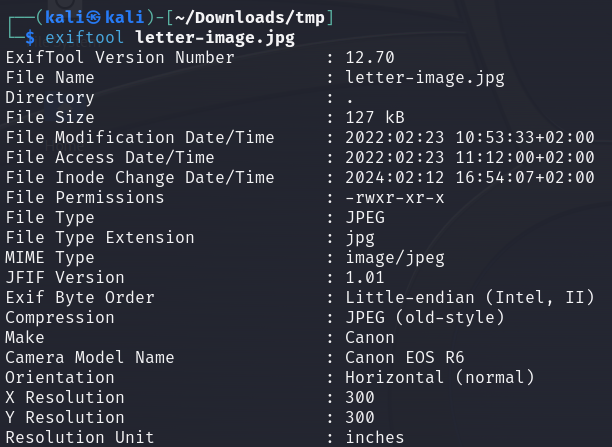 ┌──(kali㉿kali)-[~/Downloads/tmp]
└─$ exiftool letter-image.jpg
ExifTool Version Number         : 12.70
File Name                       : letter-image.jpg
Directory                       : .
File Size                       : 127 kB
File Modification Date/Time     : 2022:02:23 10:53:33+02:00
File Access Date/Time           : 2022:02:23 11:12:00+02:00
File Inode Change Date/Time     : 2024:02:12 16:54:07+02:00
File Permissions                : -rwxr-xr-x
File Type                       : JPEG
File Type Extension             : jpg
MIME Type                       : image/jpeg
JFIF Version                    : 1.01
Exif Byte Order                 : Little-endian (Intel, II)
Compression                     : JPEG (old-style)
Make                            : Canon
Camera Model Name               : Canon EOS R6
Orientation                     : Horizontal (normal)
X Resolution                    : 300
Y Resolution                    : 300
Resolution Unit                 : inches